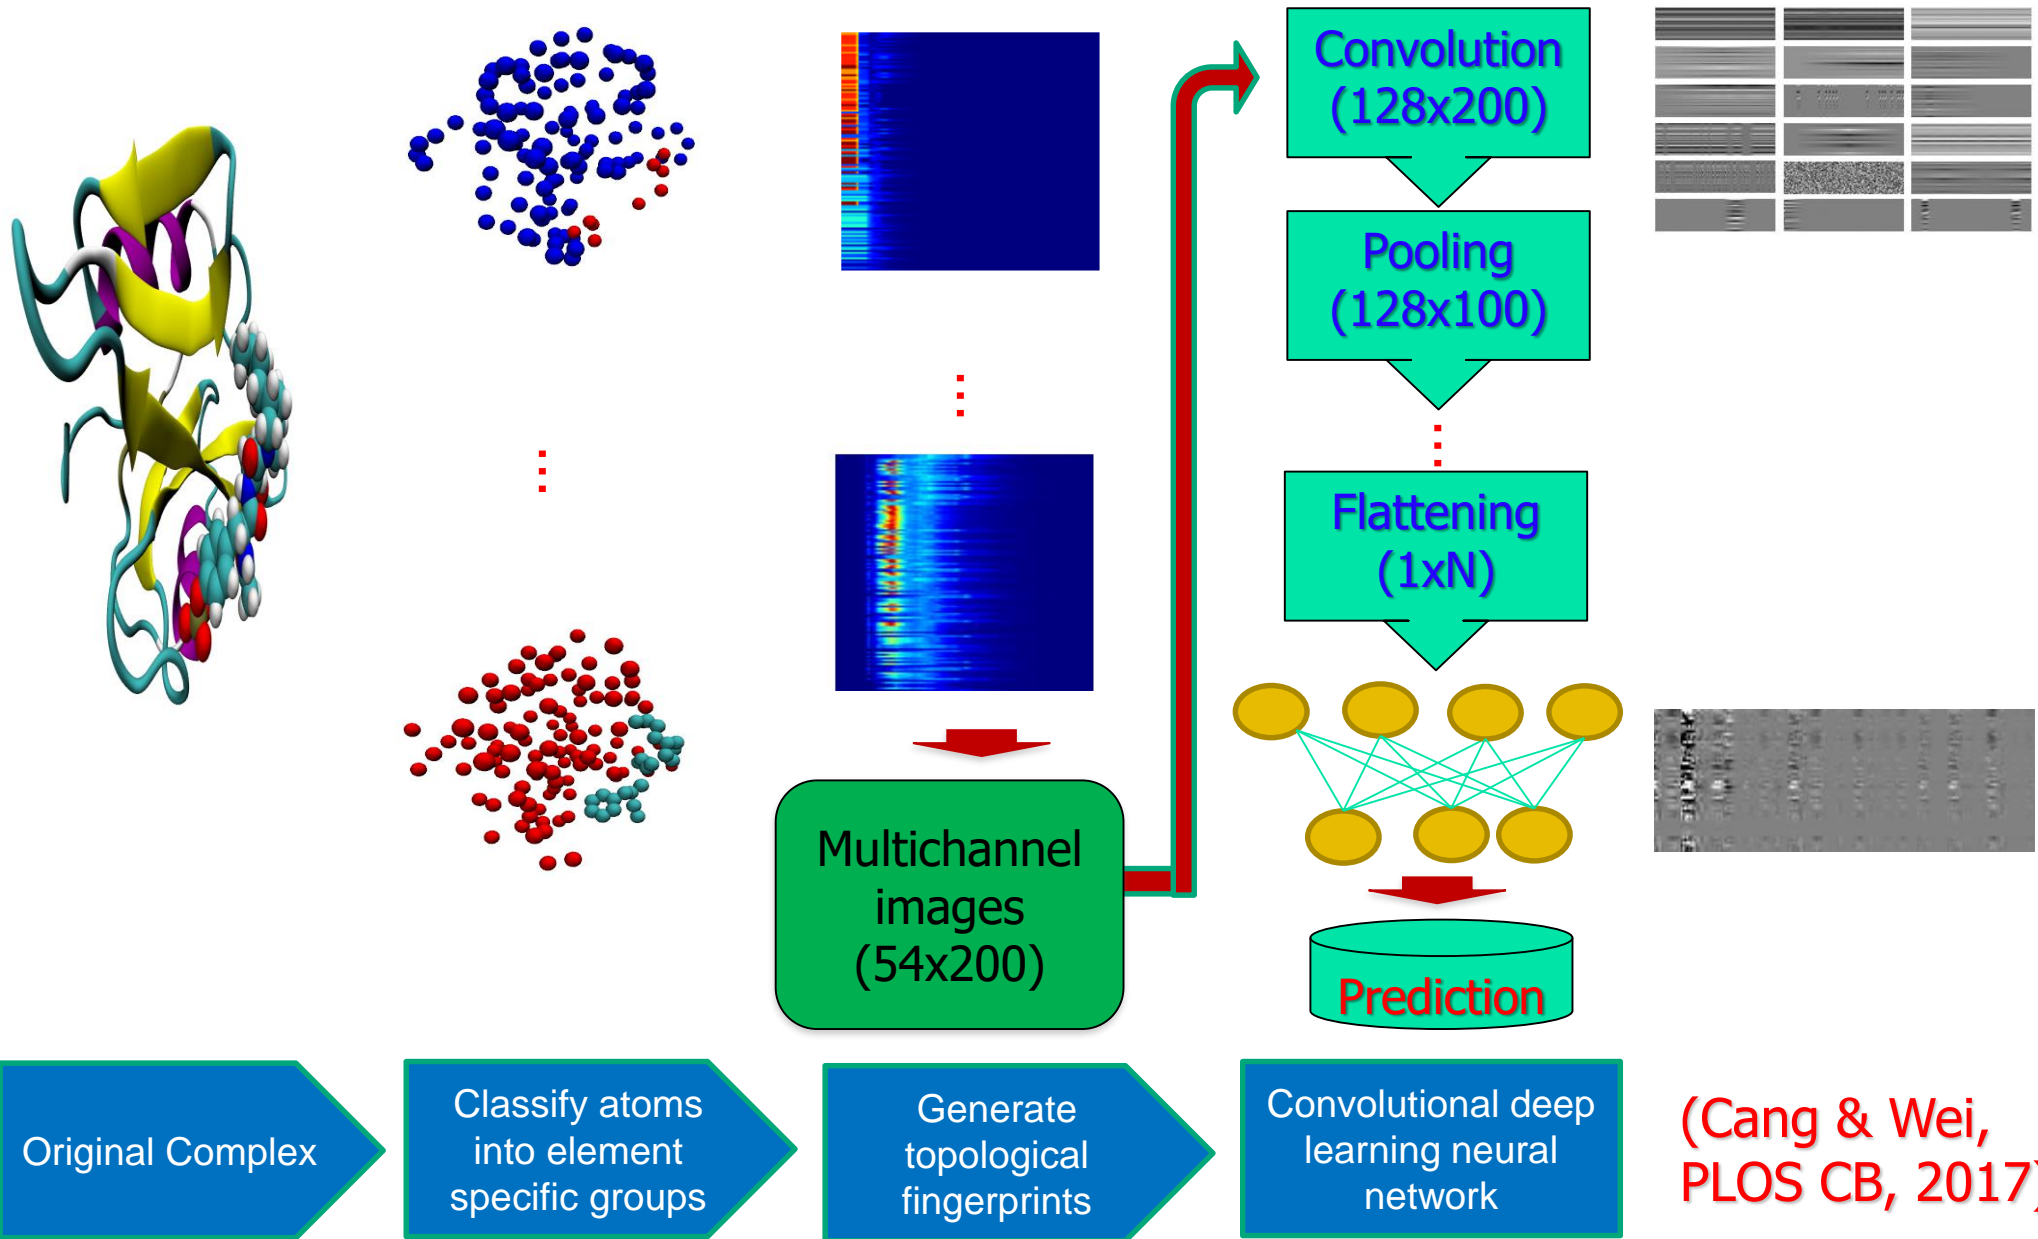 Convolution
(128x200)
Pooling
(128x100)
Flattening
(1xN)
Multichannel
images
(54x200)
Prediction
Original Complex
Classify atoms
into element
specific groups
Generate
topological
fingerprints
Convolutional deep
learning neural
network
(Cang & Wei,
PLOS CB, 2017)